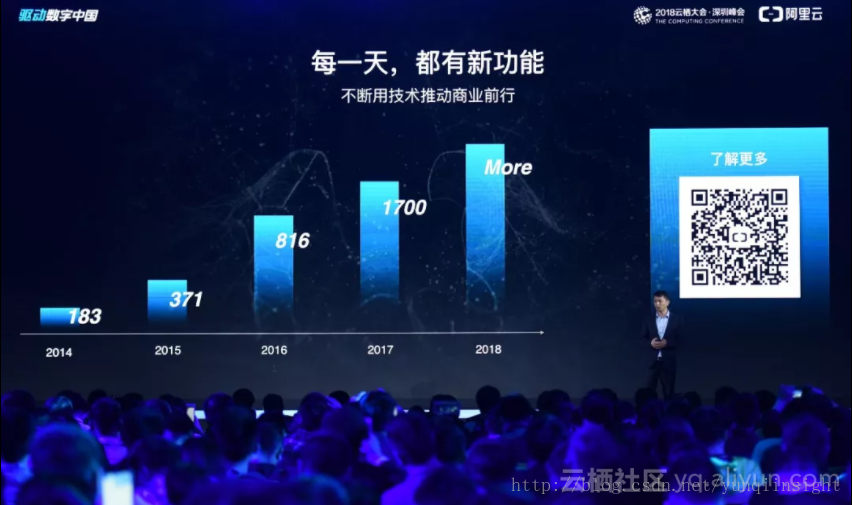 驱动数字中国
2018云栖大会·深圳峰会
THE COMPUTING CONFERENCE
阿里云
每一天，都有新功能
不断用技术推动商业前行
了解更多
More
1700
816
371
183
2014 2015 2016 2017 2018
云栖社区 yq.aliyun.com
http://blog.csdn.net/yunqiinsight